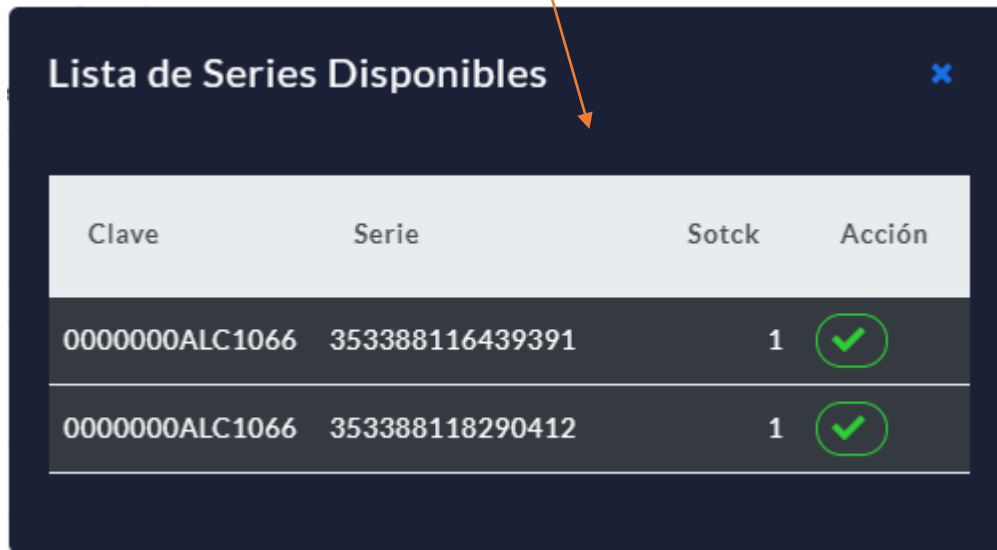 Lista de Series Disponibles
Clave Serie Sotck Acción
0000000ALC1066 353388116439391 1
0000000ALC1066 353388118290412 1